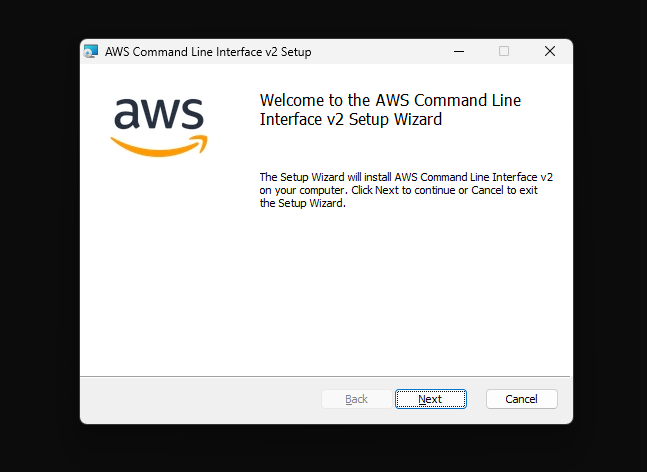 AWS Command Line Interface v2 Setup
aws
Welcome to the AWS Command Line
Interface v2 Setup Wizard
The Setup Wizard will install AWS Command Line Interface v2
on your computer. Click Next to continue or Cancel to exit
the Setup Wizard.
Back Next Cancel